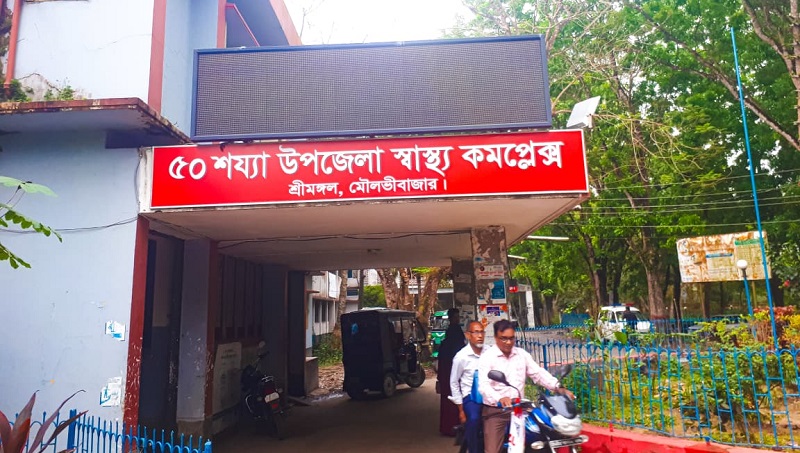 ৫০ শয্যা উপজেলা স্বাস্থ্য কমপ্লেক্স
শ্রীমঙ্গল, মৌলভীবাজার।